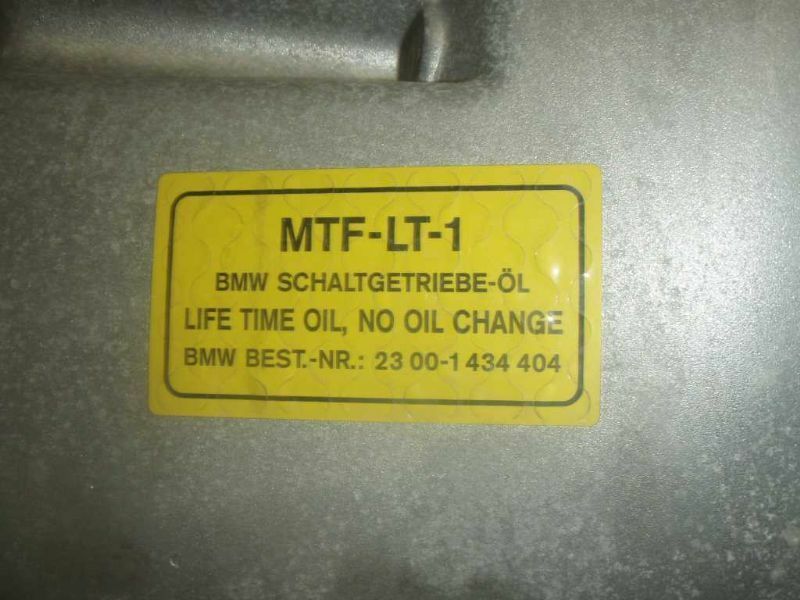 MTF-LT-1
BMW SCHALTGETRIEBE-ÖL
LIFE TIME OIL, NO OIL CHANGE
BMW BEST.-NR.: 23 00-1 434 404